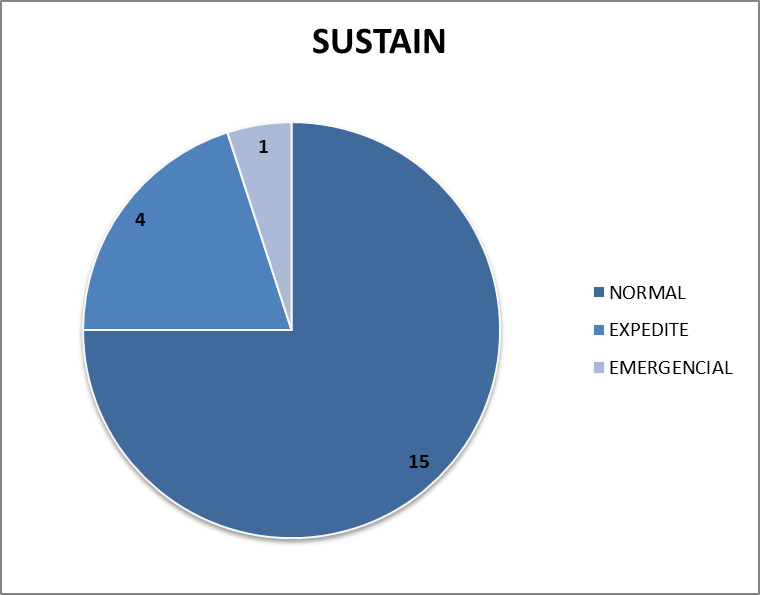 SUSTAIN
1
4
15
NORMAL
EXPEDITE
EMERGENCIAL